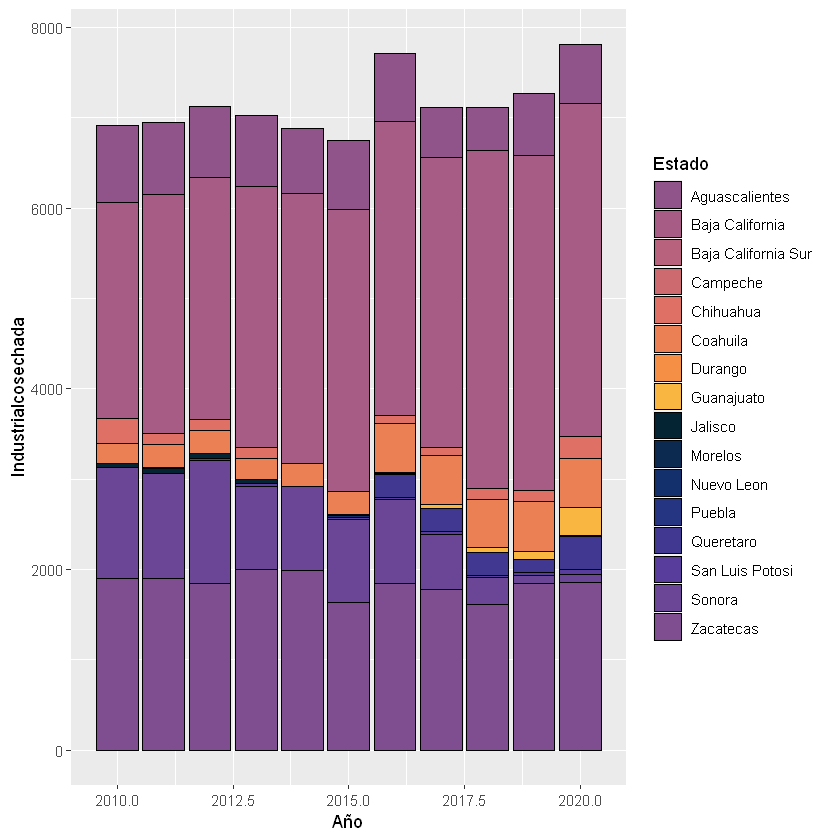 8000
6000
4000
2000
0
Industrialcosechada
2010.0 2012.5 2015.0 2017.5 2020.0
Año
Estado
Aguascalientes
Baja California
Baja California Sur
Campeche
Chihuahua
Coahuila
Durango
Guanajuato
Jalisco
Morelos
Nuevo Leon
Puebla
Queretaro
San Luis Potosi
Sonora
Zacatecas